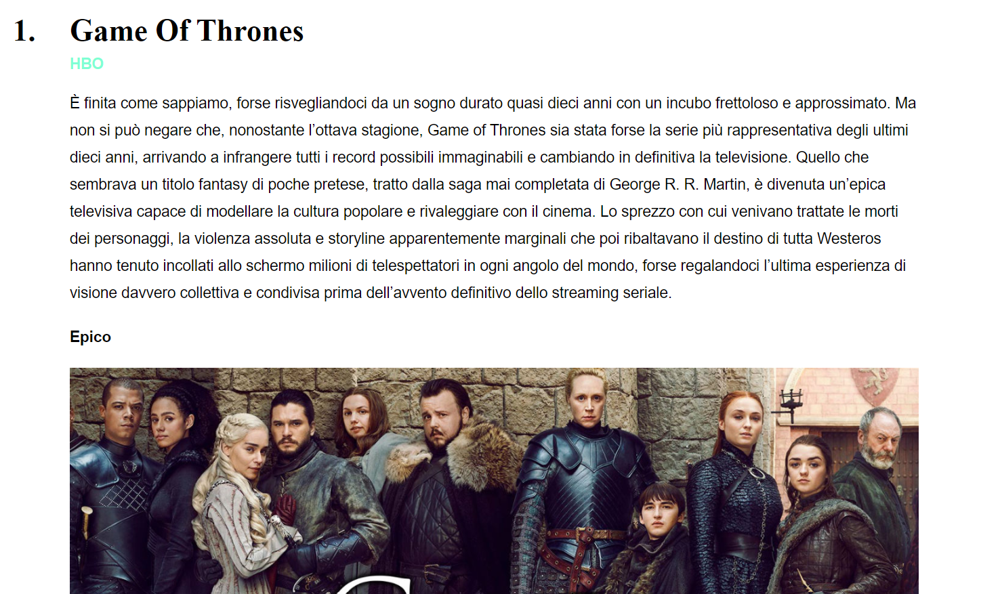 1. Game Of Thrones
HBO
È finita come sappiamo, forse risvegliandoci da un sogno durato quasi dieci anni con un incubo frettoloso e approssimato. Ma
non si può negare che, nonostante l’ottava stagione, Game of Thrones sia stata forse la serie più rappresentativa degli ultimi
dieci anni, arrivando a infrangere tutti i record possibili immaginabili e cambiando in definitiva la televisione. Quello che
sembrava un titolo fantasy di poche pretese, tratto dalla saga mai completata di George R. R. Martin, è divenuta un’epica
televisiva capace di modellare la cultura popolare e rivaleggiare con il cinema. Lo sprezzo con cui venivano trattate le morti
dei personaggi, la violenza assoluta e storyline apparentemente marginali che poi ribaltavano il destino di tutta Westeros
hanno tenuto incollati allo schermo milioni di telespettatori in ogni angolo del mondo, forse regalandoci l’ultima esperienza di
visione davvero collettiva e condivisa prima dell’avvento definitivo dello streaming seriale.
Epico